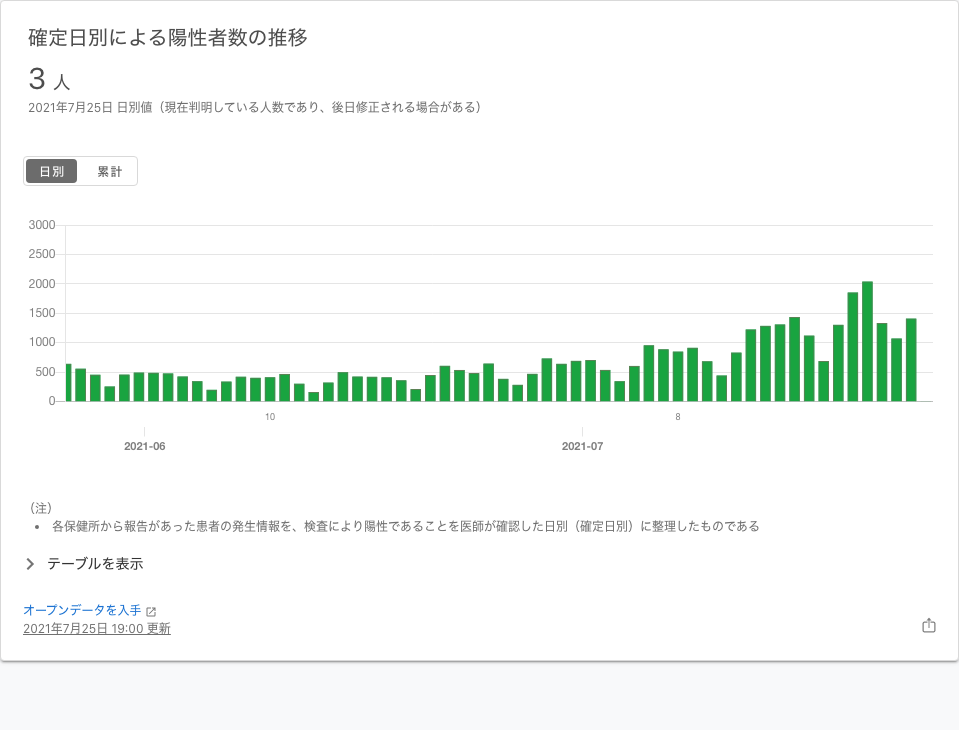 確定日別による陽性者数の推移
3 人
2021年7月25日 日別値（現在判明している人数であり、後日修正される場合がある）
日別 累計
3000
2500
2000
1500
1000
500
0
10 8
2021-06 2021-07
（注）
• 各保健所から報告があった患者の発生情報を、検査により陽性であることを医師が確認した日別（確定日別）に整理したものである
テーブルを表示
オープンデータを入手
2021年7月25日 19:00 更新